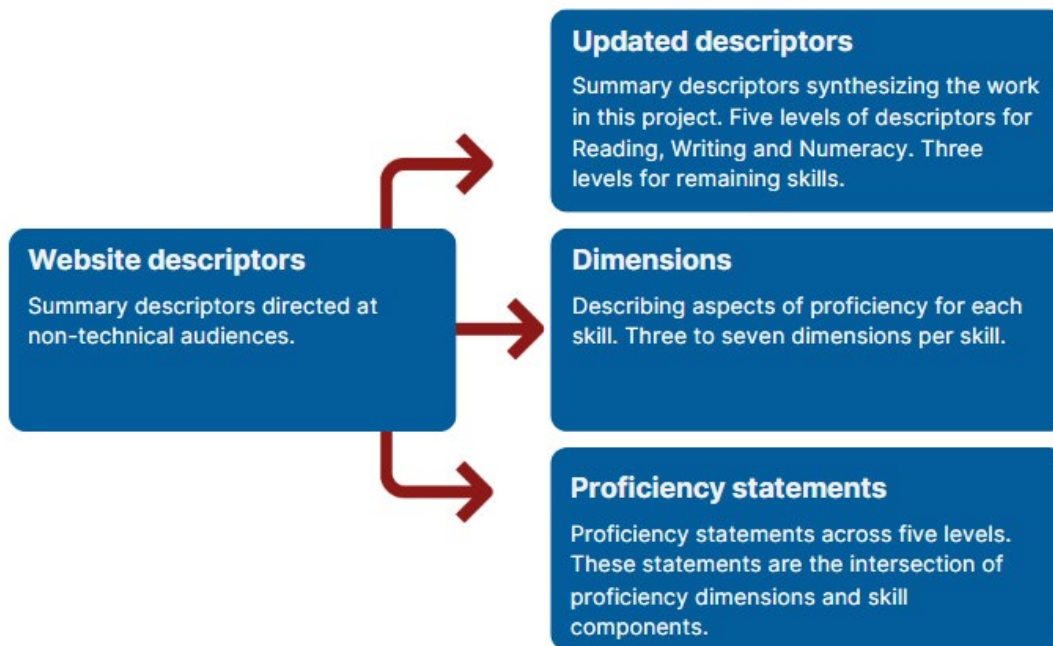 Updated descriptors
Summary descriptors synthesizing the work
in this project. Five levels of descriptors for
Reading, Writing and Numeracy. Three
levels for remaining skills.
Website descriptors
Summary descriptors directed at
non-technical audiences.
Dimensions
Describing aspects of proficiency for each
skill. Three to seven dimensions per skill.
Proficiency statements
Proficiency statements across five levels.
These statements are the intersection of
proficiency dimensions and skill
components.